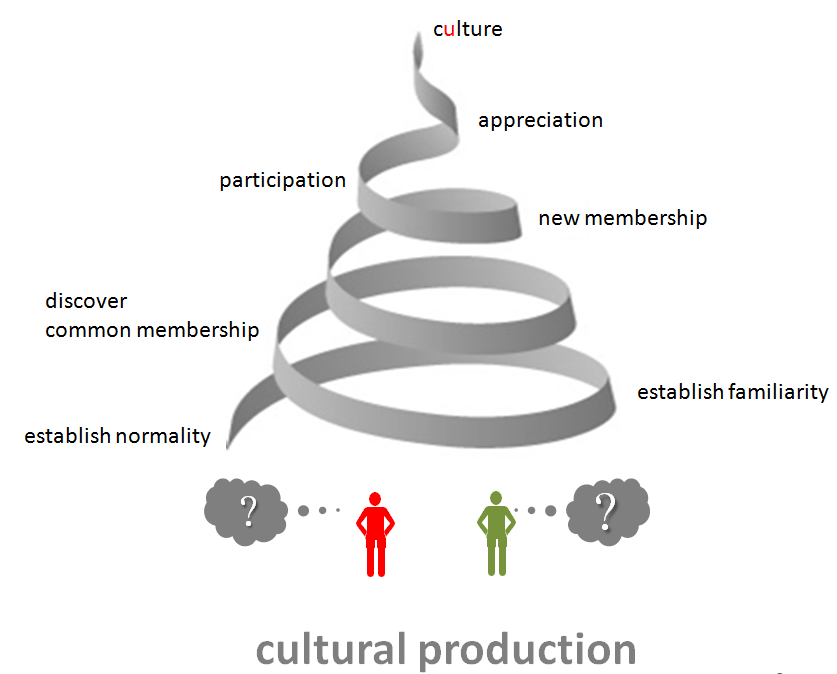 culture
appreciation
participation
new membership
discover
common membership
establish familiarity
establish normality
? ?
cultural production